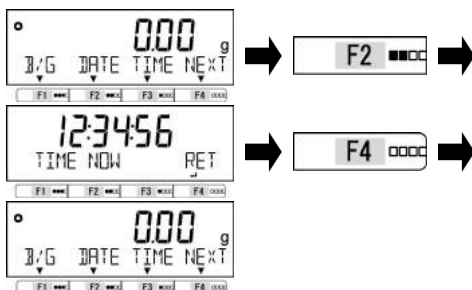 0.00 g
B/G DATE TIME NEXT
F1 F2 F3 F4
F2
12:34:56
TIME NOW RET
F1 F2 F3 F4
F4
0.00 g
B/G DATE TIME NEXT
F1 F2 F3 F4